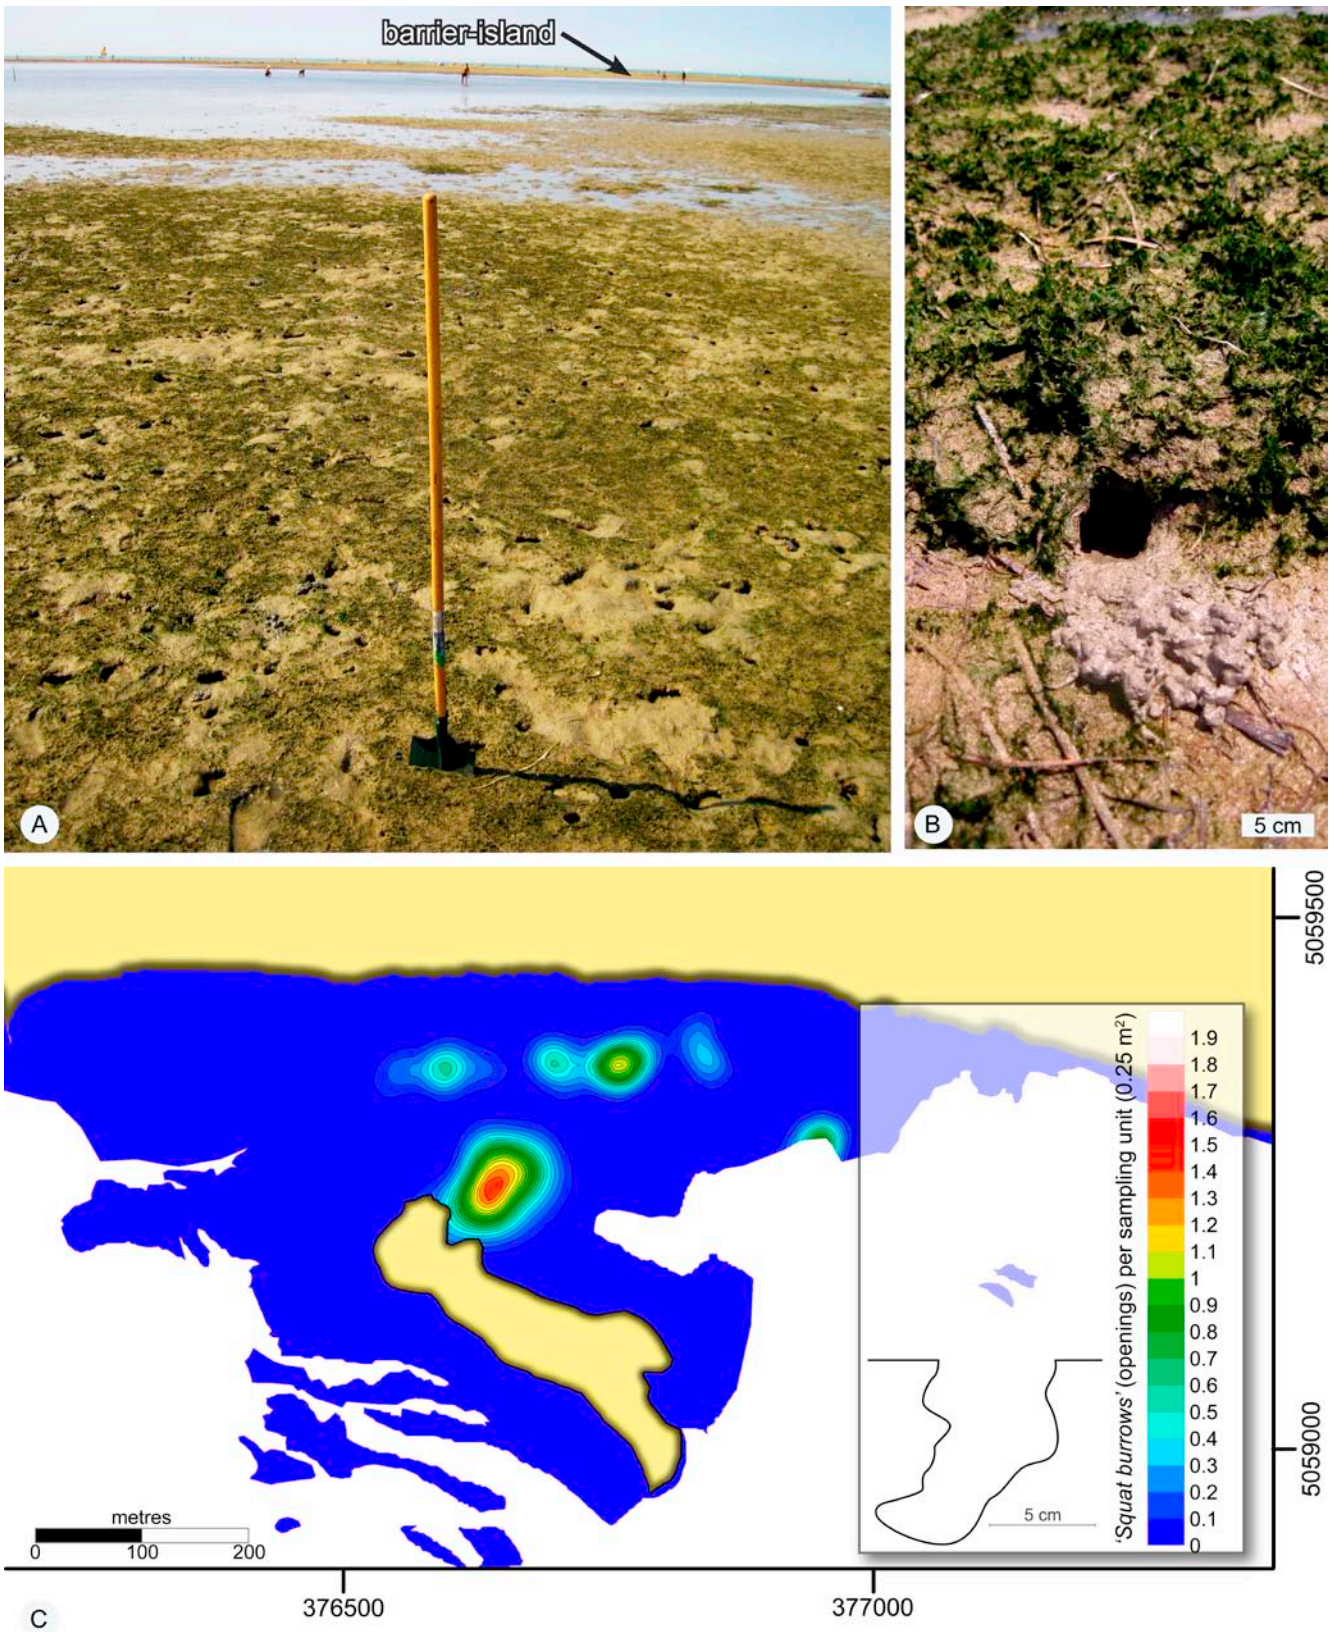 barrier-island
A
B
5 cm
5059500
'Squat burrows' (openings) per sampling unit (0.25 m²)
1.9
1.8
1.7
1.6
1.5
1.4
1.3
1.2
1.1
1
0.9
0.8
0.7
0.6
0.5
0.4
0.3
0.2
0.1
0
5059000
5 cm
metres
0 100 200
376500 377000
C